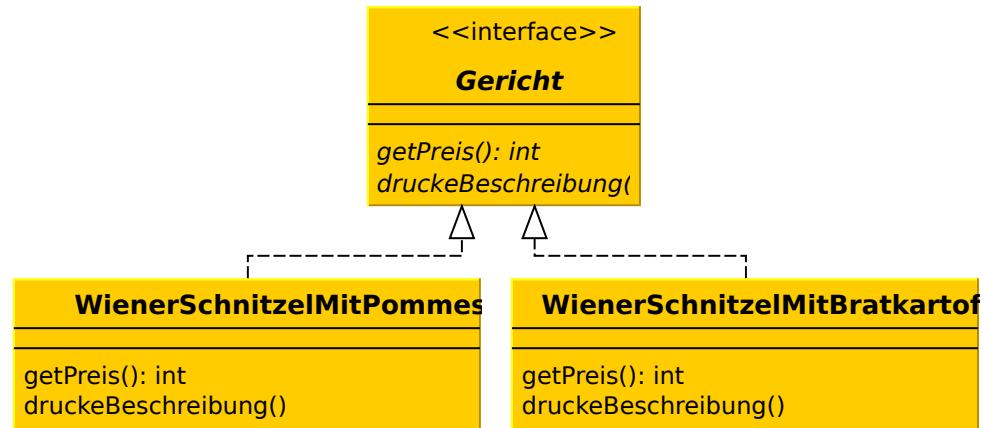 <<interface>>
Gericht
getPreis(): int
druckeBeschreibung(
WienerSchnitzelMitPommes
getPreis(): int
druckeBeschreibung()
WienerSchnitzelMitBratkartof
getPreis(): int
druckeBeschreibung()